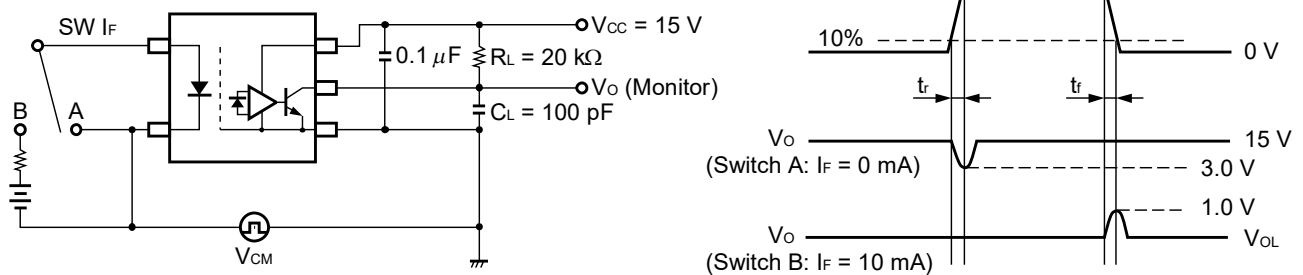 SW IF
B
A
VCC = 15 V
0.1 μF
RL = 20 kΩ
VO (Monitor)
CL = 100 pF
VCM
10%
0 V
tr
tf
VO
(Switch A: IF = 0 mA)
15 V
3.0 V
1.0 V
VO
(Switch B: IF = 10 mA)
VOL